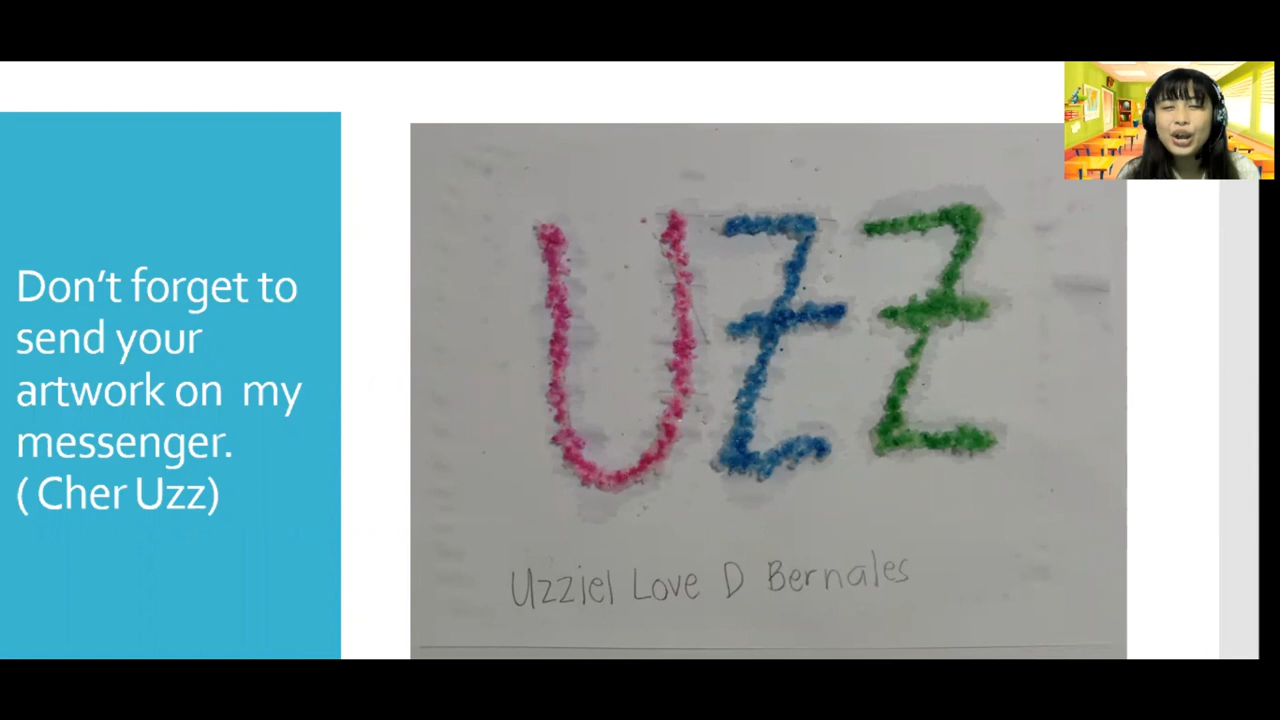 Don't forget to
send your
artwork on my
messenger.
( Cher Uzz)
UZZ
Uzziel Love D Bernales